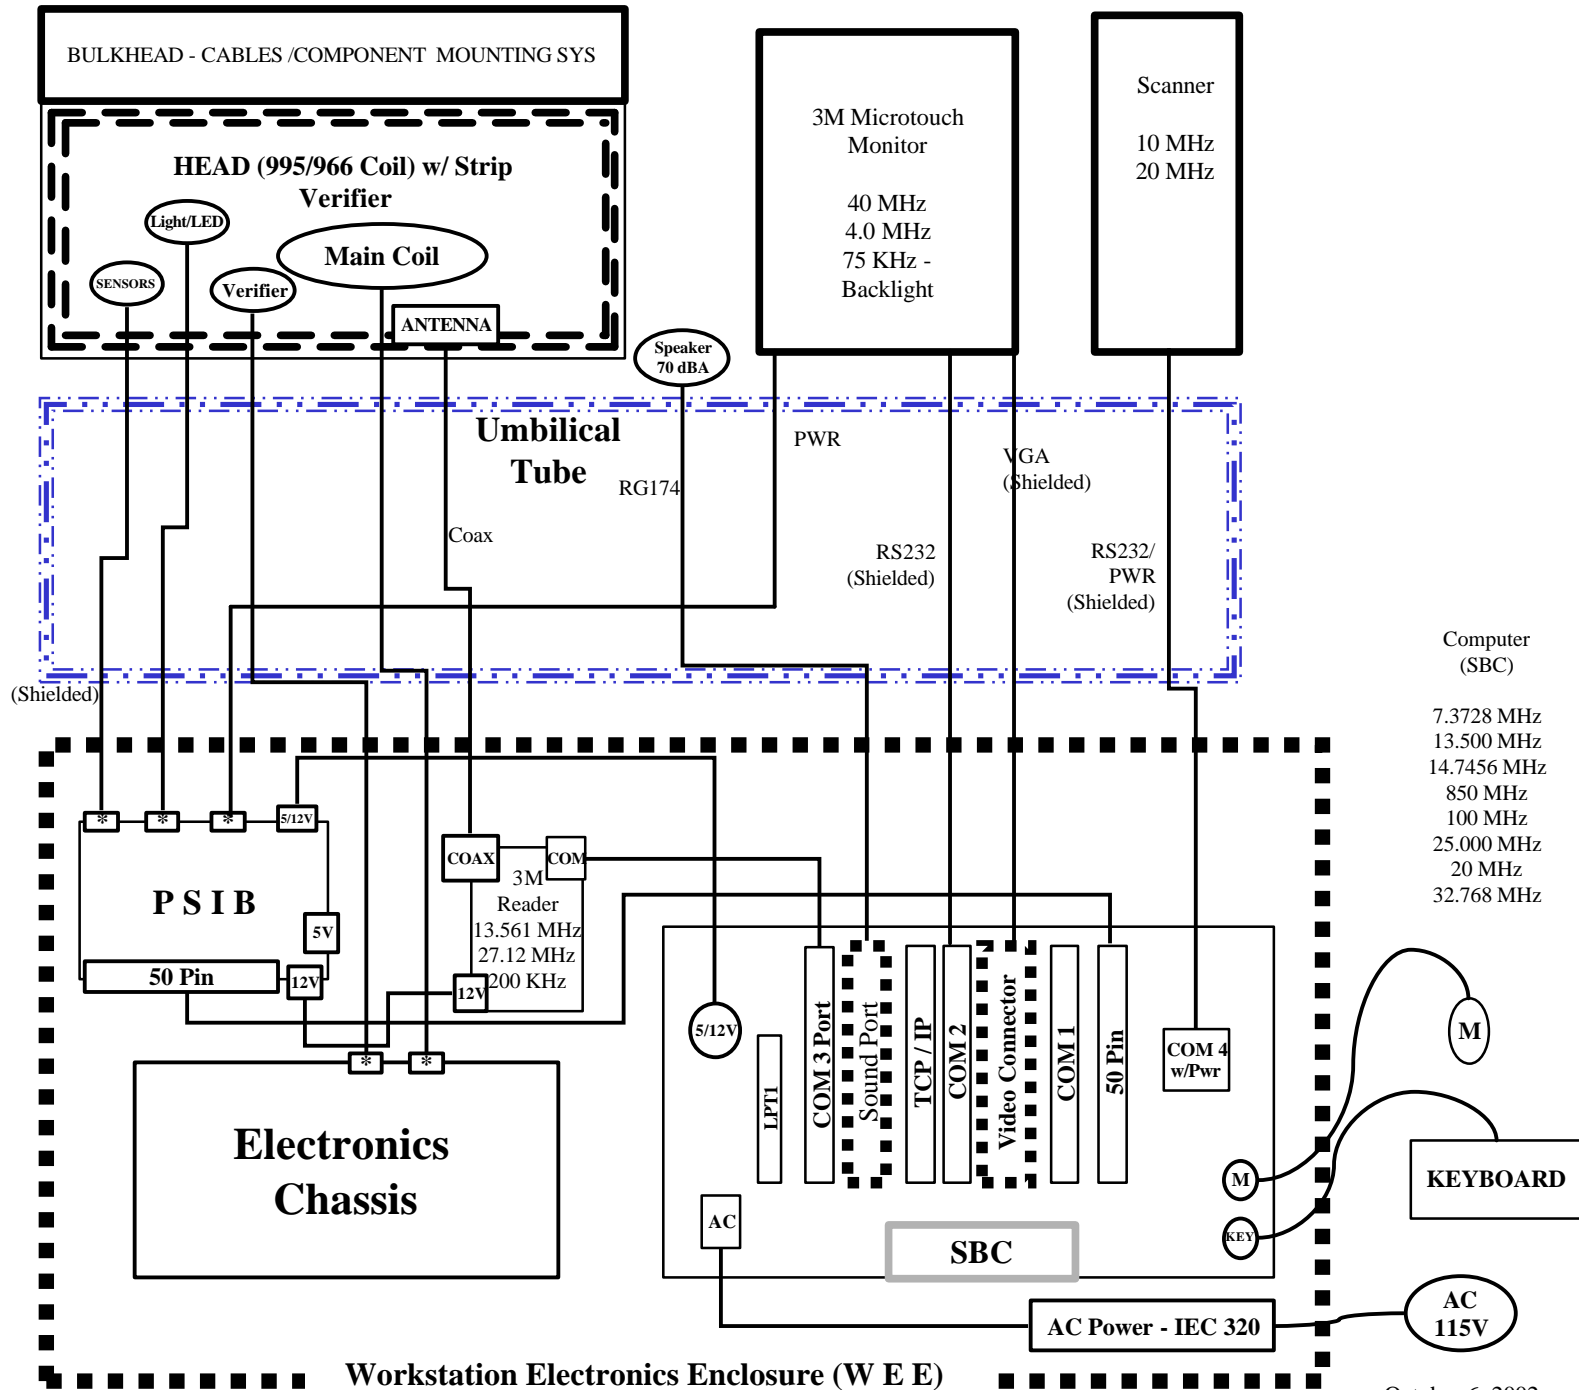 BULKHEAD - CABLES /COMPONENT MOUNTING SYS
HEAD (995/966 Coil) w/ Strip
Verifier
Light/LED
Main Coil
SENSORS
Verifier
ANTENNA
Speaker
70 dBA
3M Microtouch
Monitor
40 MHz
4.0 MHz
75 KHz -
Backlight
Scanner
10 MHz
20 MHz
Umbilical
Tube
PWR
RG174
VGA
(Shielded)
Coax
RS232
(Shielded)
RS232/
PWR
(Shielded)
(Shielded)
Computer
(SBC)
7.3728 MHz
13.500 MHz
14.7456 MHz
850 MHz
100 MHz
25.000 MHz
20 MHz
32.768 MHz
*
*
*
5/12V
P S I B
5V
50 Pin
12V
COAX
COM
3M
Reader
13.561 MHz
27.12 MHz
200 KHz
12V
*
*
Electronics
Chassis
5/12V
LPT1
COM 3 Port
Sound Port
TCP / IP
COM 2
Video Connector
COM 1
50 Pin
COM 4
w/Pwr
M
KEY
AC
SBC
M
KEYBOARD
AC Power - IEC 320
AC
115V
Workstation Electronics Enclosure (W E E)